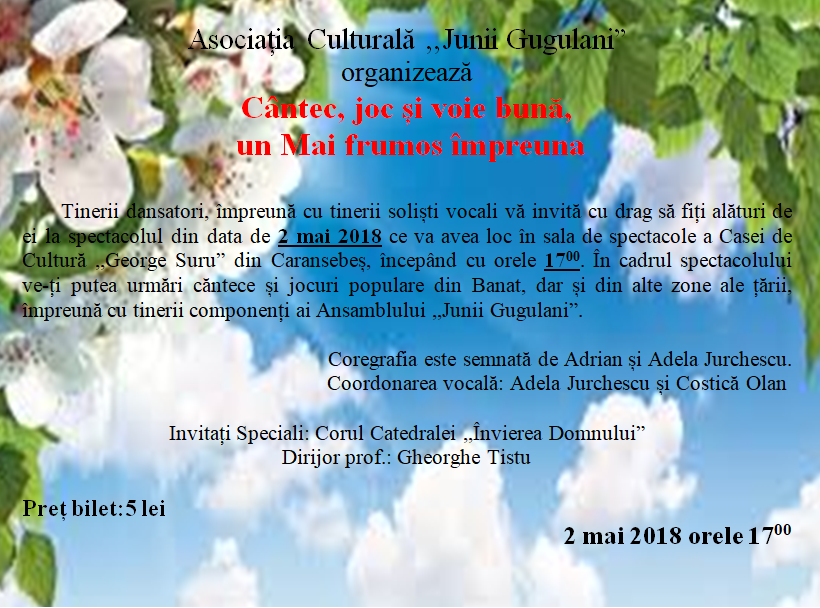 Asociația Culturală ,,Junii Gugulani”
organizează
Cântec, joc și voie bună,
un Mai frumos împreuna
Tinerii dansatori, împreună cu tinerii soliști vocali vă invită cu drag să fiți alături de
ei la spectacolul din data de 2 mai 2018 ce va avea loc în sala de spectacole a Casei de
Cultură ,,George Suru” din Caransebeș, începând cu orele 17⁰⁰. În cadrul spectacolului
ve-ți putea urmări căntece și jocuri populare din Banat, dar și din alte zone ale țării,
împreună cu tinerii componenți ai Ansamblului ,,Junii Gugulani”.
Coregrafia este semnată de Adrian și Adela Jurchescu.
Coordonarea vocală: Adela Jurchescu și Costică Olan
Invitați Speciali: Corul Catedralei ,,Învierea Domnului”
Dirijor prof.: Gheorghe Tistu
Preț bilet:5 lei
2 mai 2018 orele 17⁰⁰